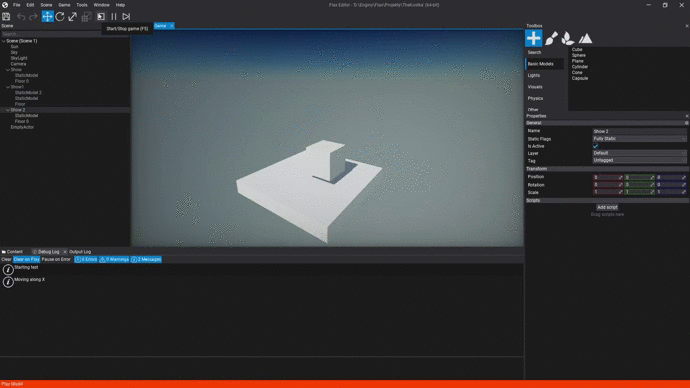 Flax Edit Scene Game Tools Window Help
Flax Editor - 'D:\Engine\Flax\Projekty\
Start/Stop game (F5)
Scene
Game
Search...
Scene (Scene 1)
Sun
Sky
SkyLight
Camera
Show
StaticModel
Floor 0
Show1
StaticModel 2
StaticModel
Floor
Show 2
StaticModel
Floor 0
EmptyActor
Toolbox
Search
Basic Models
Lights
Visuals
Physics
Other
Cube
Sphere
Plane
Cylinder
Cone
Capsule
Properties
General
Name Show 2
Static Flags Fully Static
Is Active
Layer Default
Tag Untagged
Transform
Position 0 0 0
Rotation 0 0 0
Scale 1 1 1
Scripts
Add script
Drag scripts here
Content Debug Log Output Log
Clear Clear on Play Pause on Error 0 Errors 0 Warnings 2 Messages
Starting test
Moving along X
Play Mode!